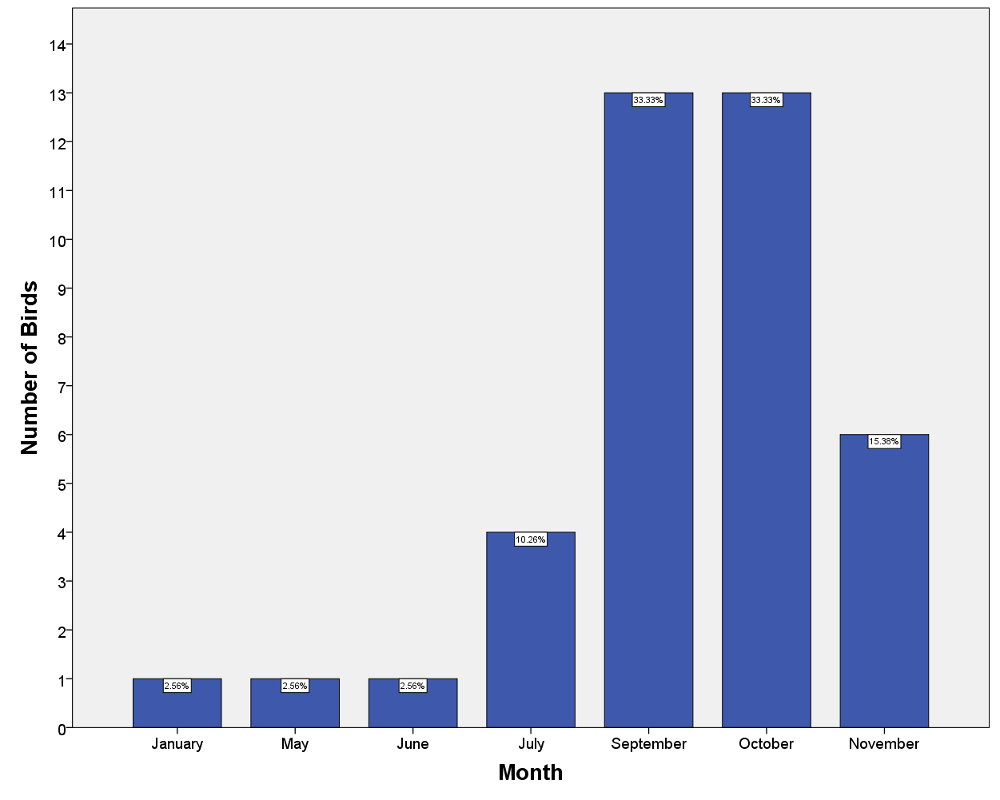 Number of Birds
14
13
12
11
10
9
8
7
6
5
4
3
2
1
0
2.56%
2.56%
2.56%
10.26%
33.33%
33.33%
15.38%
January
May
June
July
September
October
November
Month